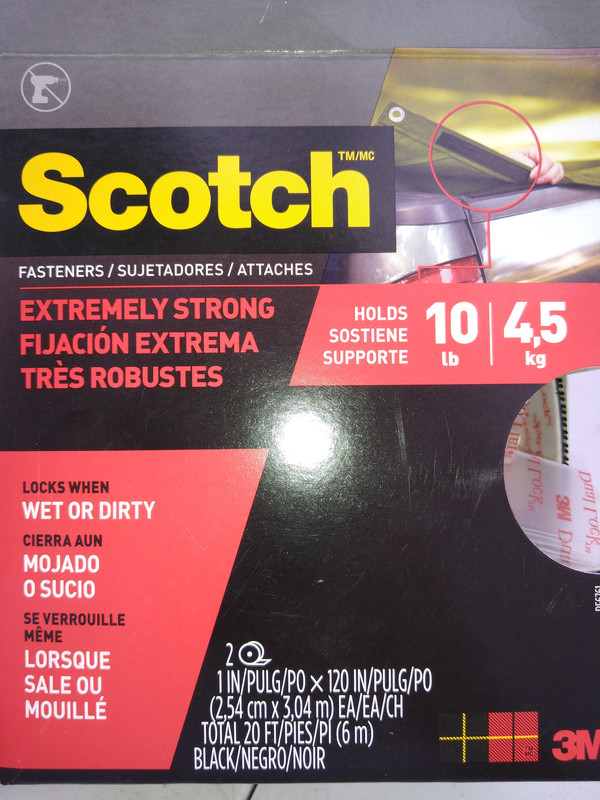 Scotch™/MC
FASTENERS / SUJETADORES / ATTACHES
EXTREMELY STRONG
FIJACIÓN EXTREMA
TRÈS ROBUSTES
HOLDS
SOSTIENE
SUPPORTE
10
lb
4,5
kg
LOCKS WHEN
WET OR DIRTY
CIERRA AUN
MOJADO
O SUCIO
SE VERROUILLE
MÊME
LORSQUE
SALE OU
MOUILLÉ
2
1 IN/PULG/PO × 120 IN/PULG/PO
(2,54 cm x 3,04 m) EA/EA/CH
TOTAL 20 FT/PIES/PI (6 m)
BLACK/NEGRO/NOIR
3M